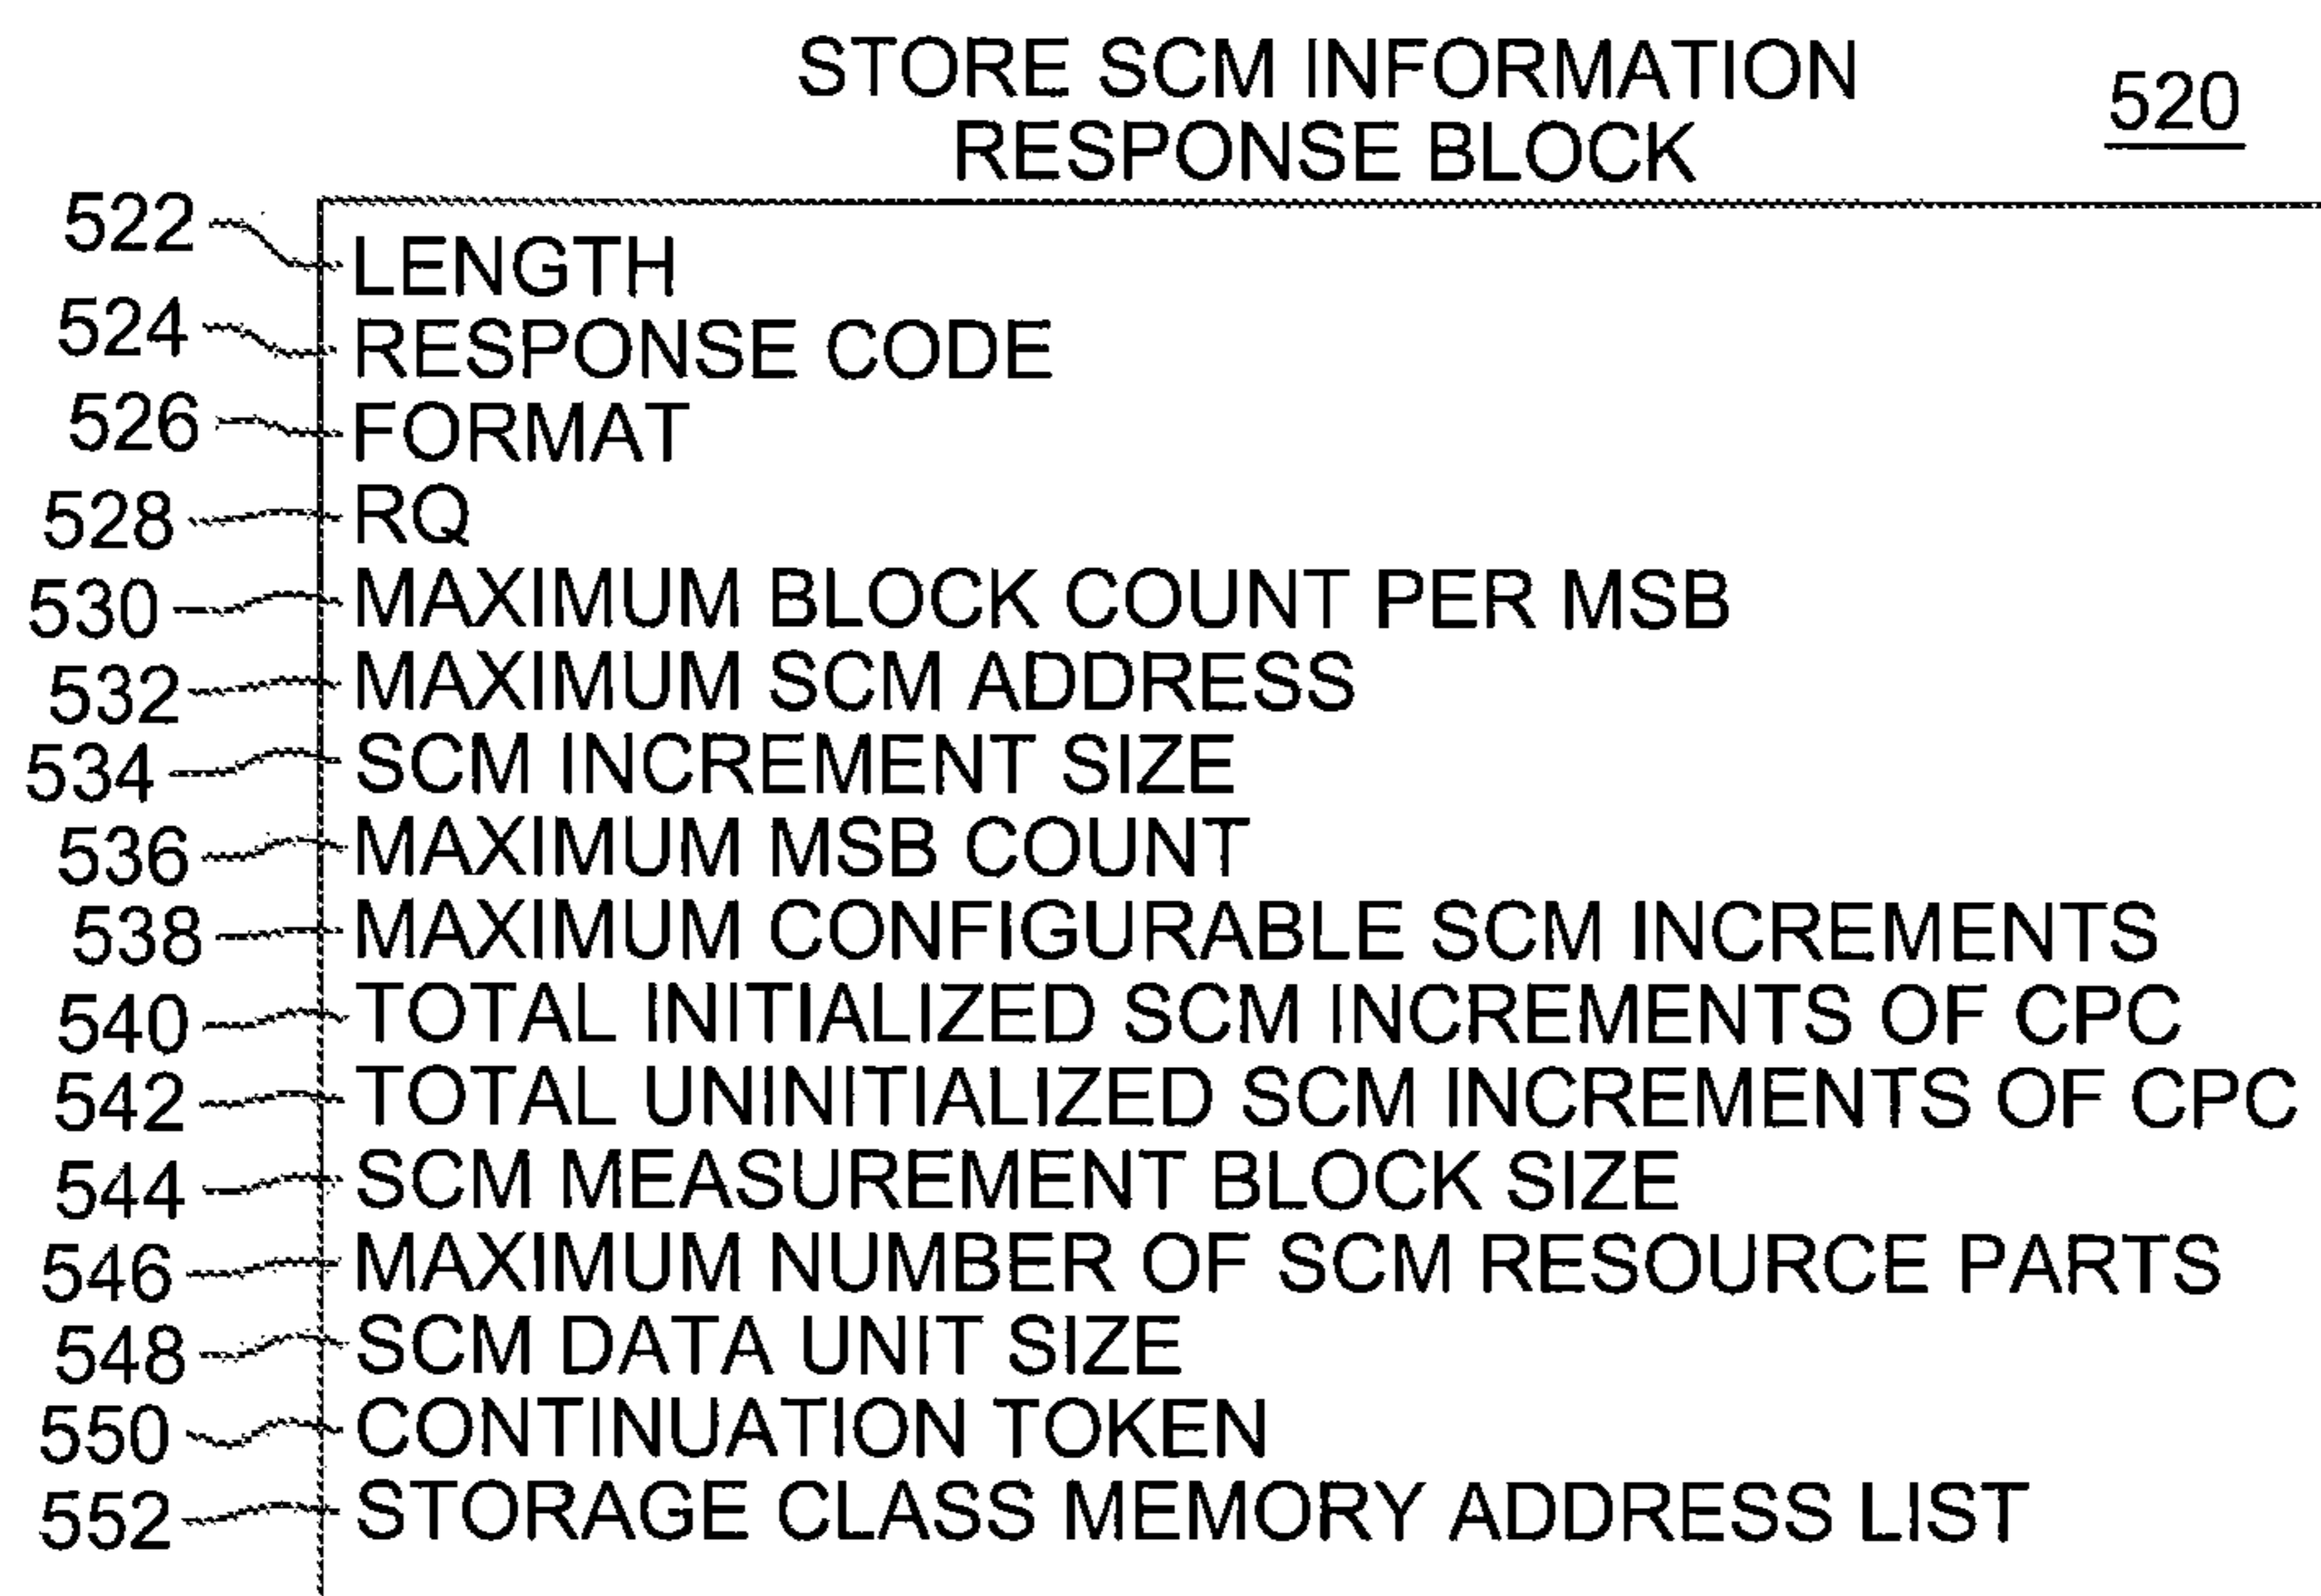 STORE SCM INFORMATION
RESPONSE BLOCK
520
522 LENGTH
524 RESPONSE CODE
526 FORMAT
528 RQ
530 MAXIMUM BLOCK COUNT PER MSB
532 MAXIMUM SCM ADDRESS
534 SCM INCREMENT SIZE
536 MAXIMUM MSB COUNT
538 MAXIMUM CONFIGURABLE SCM INCREMENTS
540 TOTAL INITIALIZED SCM INCREMENTS OF CPC
542 TOTAL UNINITIALIZED SCM INCREMENTS OF CPC
544 SCM MEASUREMENT BLOCK SIZE
546 MAXIMUM NUMBER OF SCM RESOURCE PARTS
548 SCM DATA UNIT SIZE
550 CONTINUATION TOKEN
552 STORAGE CLASS MEMORY ADDRESS LIST